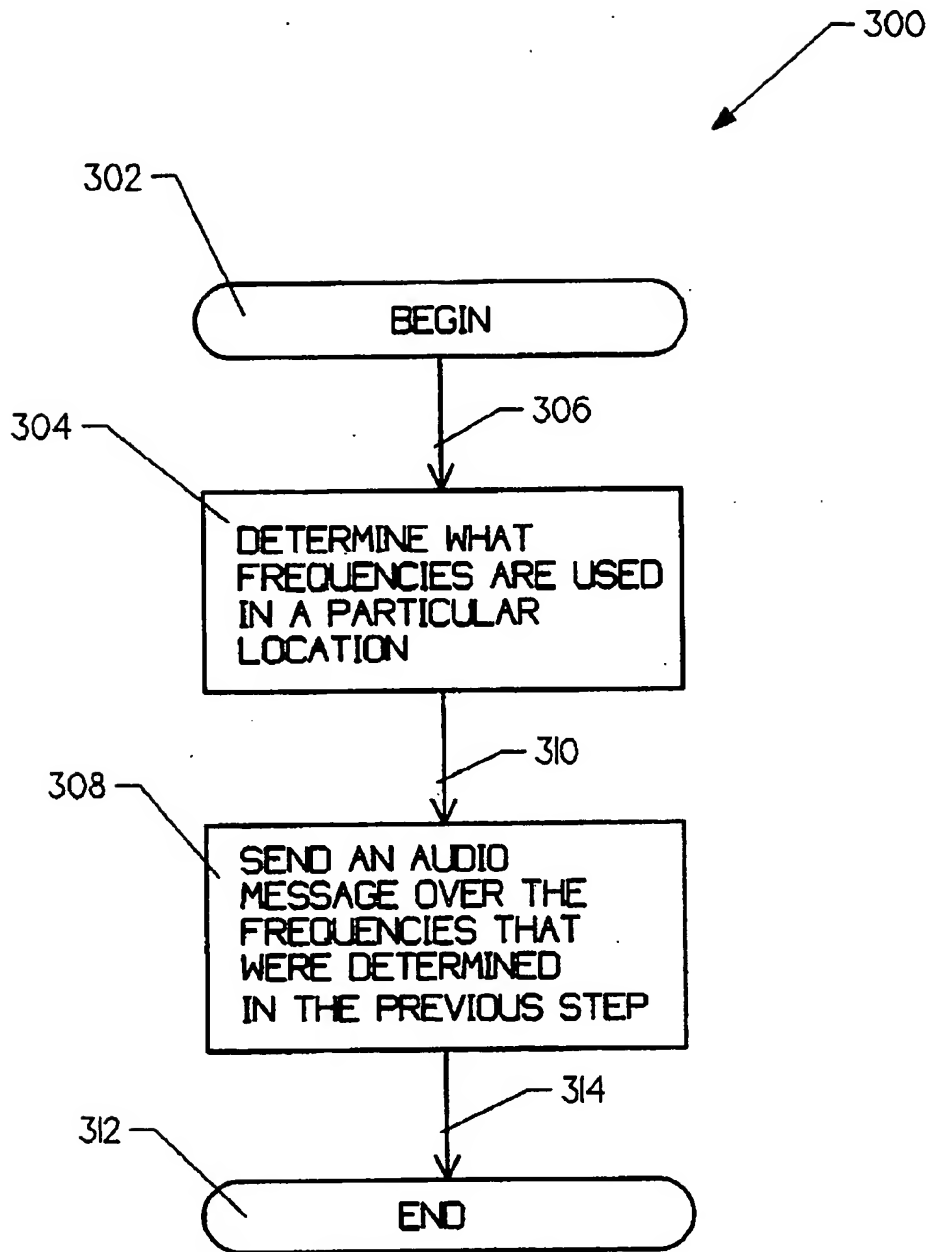 300
302
BEGIN
306
304
DETERMINE WHAT
FREQUENCIES ARE USED
IN A PARTICULAR
LOCATION
310
308
SEND AN AUDIO
MESSAGE OVER THE
FREQUENCIES THAT
WERE DETERMINED
IN THE PREVIOUS STEP
314
312
END